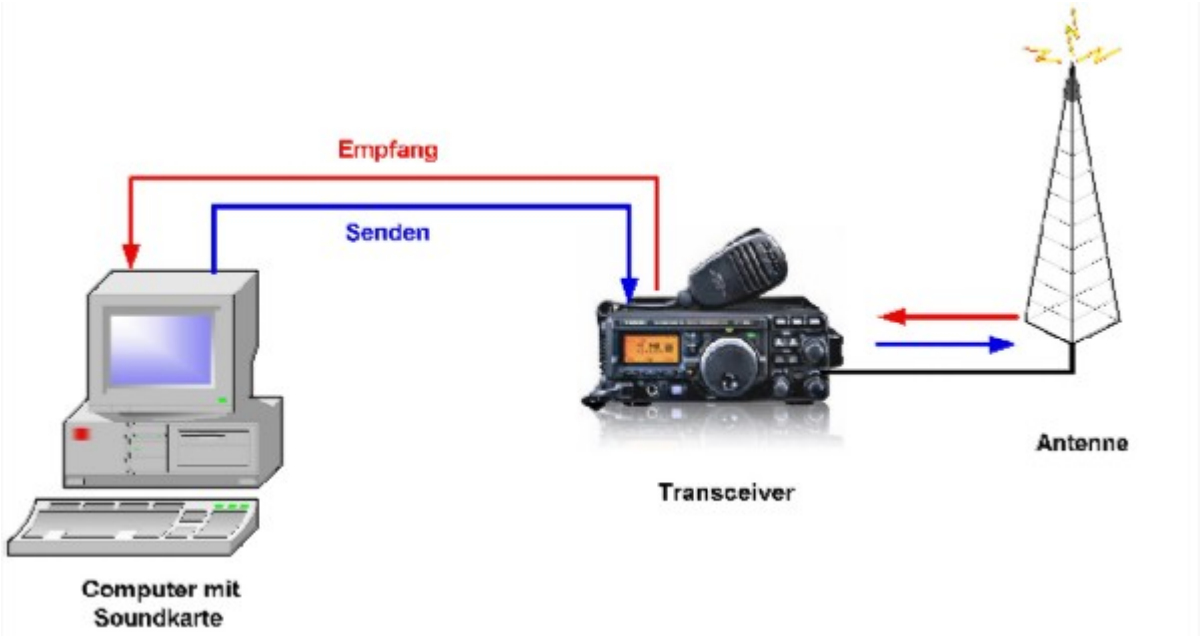 Empfang
Senden
Antenne
Transceiver
Computer mit
Soundkarte